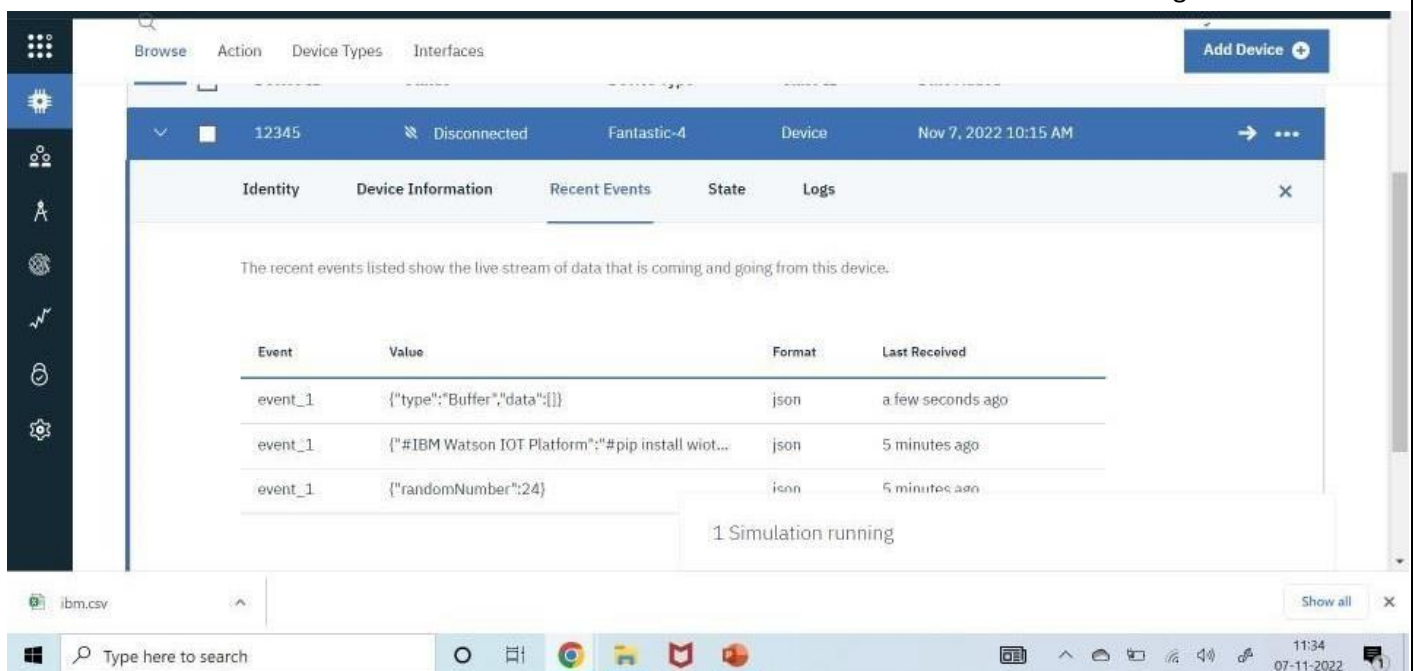 Browse Action Device Types Interfaces
Add Device
12345 Disconnected Fantastic-4 Device Nov 7, 2022 10:15 AM
Identity Device Information Recent Events State Logs
The recent events listed show the live stream of data that is coming and going from this device.
Event Value Format Last Received
event_1 {"type":"Buffer","data":[]} json a few seconds ago
event_1 {"#IBM Watson IOT Platform":"#pip install wiot... json 5 minutes ago
event_1 {"randomNumber":24} json 5 minutes ago
1 Simulation running
ibm.csv
Show all
Type here to search
11:34
07-11-2022